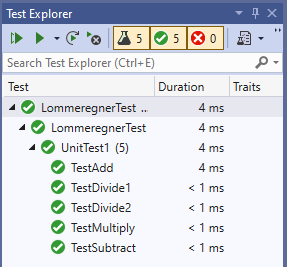 Test Explorer
5 5 0
Search Test Explorer (Ctrl+E)
Test Duration Traits
LommeregnerTest ... 4 ms
LommeregnerTest 4 ms
UnitTest1 (5) 4 ms
TestAdd 4 ms
TestDivide1 < 1 ms
TestDivide2 < 1 ms
TestMultiply < 1 ms
TestSubtract < 1 ms